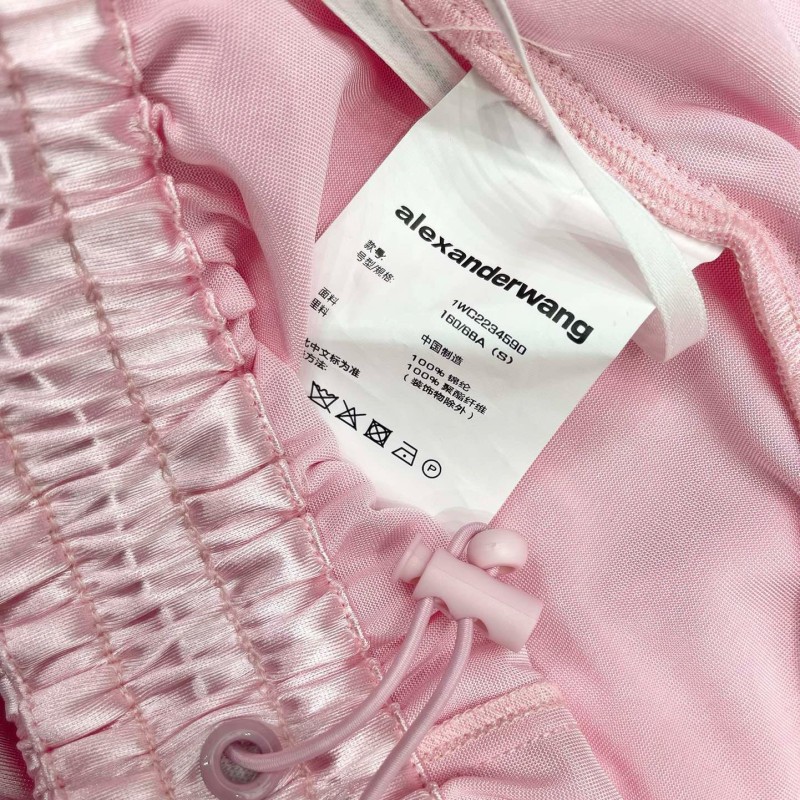 alexanderwang
款号:
号型/规格:
1WC2234590
160/68A (S)
中国制造
面料
里料
100% 锦纶
100% 聚酯纤维
(装饰物除外)
此中文标为准
方法:
P